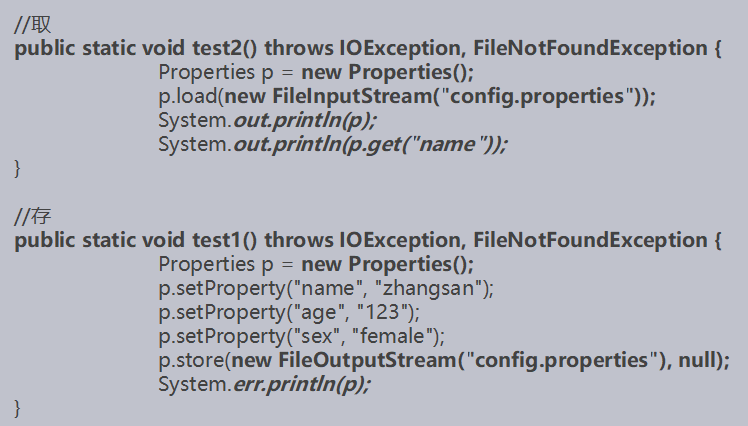 //取
public static void test2() throws IOException, FileNotFoundException {
Properties p = new Properties();
p.load(new FileInputStream("config.properties"));
System.out.println(p);
System.out.println(p.get("name"));
}
//存
public static void test1() throws IOException, FileNotFoundException {
Properties p = new Properties();
p.setProperty("name", "zhangsan");
p.setProperty("age", "123");
p.setProperty("sex", "female");
p.store(new FileOutputStream("config.properties"), null);
System.err.println(p);
}